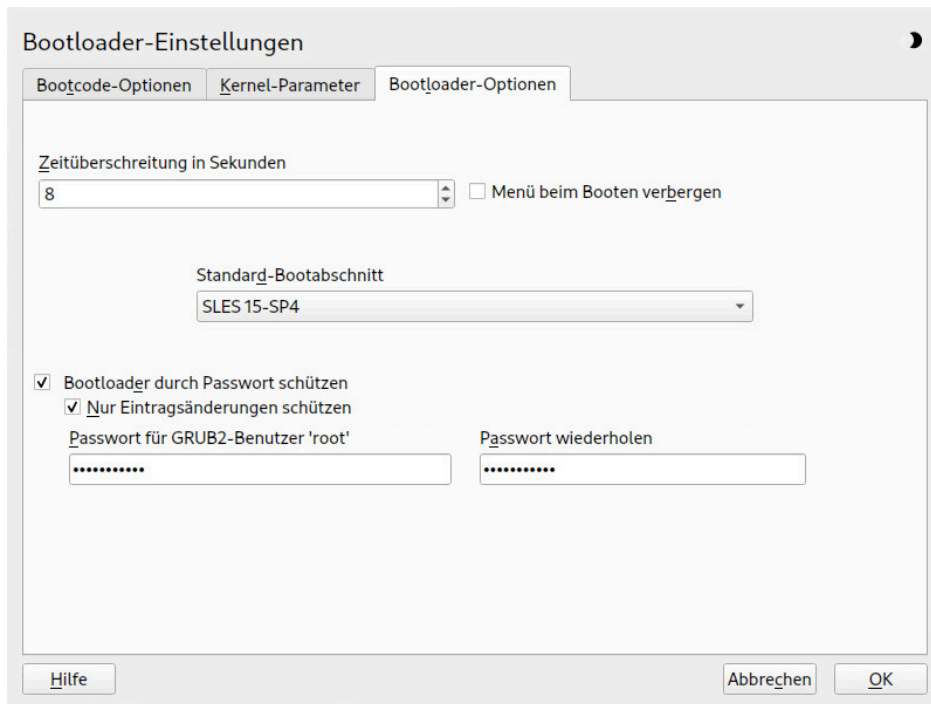 Bootloader-Einstellungen
Bootcode-Optionen Kernel-Parameter Bootloader-Optionen
Zeitüberschreitung in Sekunden
8 Menü beim Booten verbergen
Standard-Bootabschnitt
SLES 15-SP4
Bootloader durch Passwort schützen
Nur Eintragsänderungen schützen
Passwort für GRUB2-Benutzer 'root' Passwort wiederholen
••••••••••• •••••••••••
Hilfe Abbrechen OK